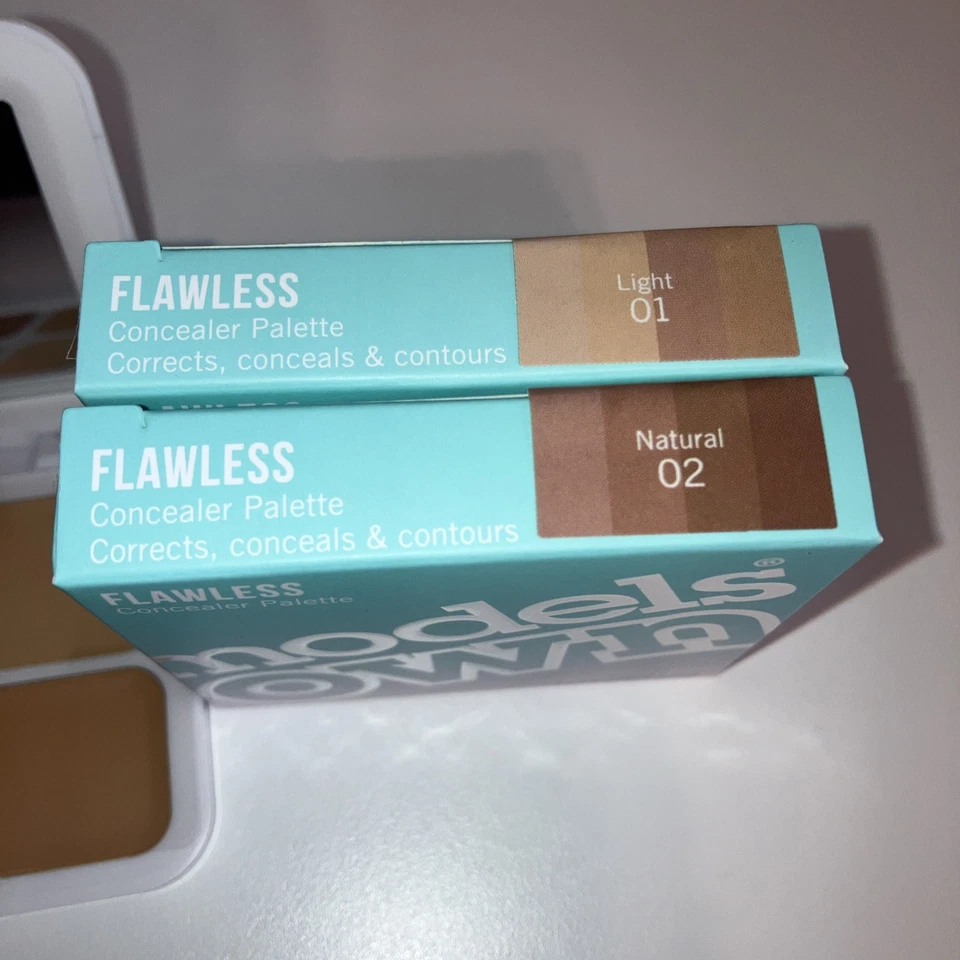 FLAWLESS
Concealer Palette
Corrects, conceals & contours
Light
01
FLAWLESS
FLAWLESS
Concealer Palette
Corrects, conceals & contours
Natural
02
FLAWLESS
Concealer Palette
models®
OWN